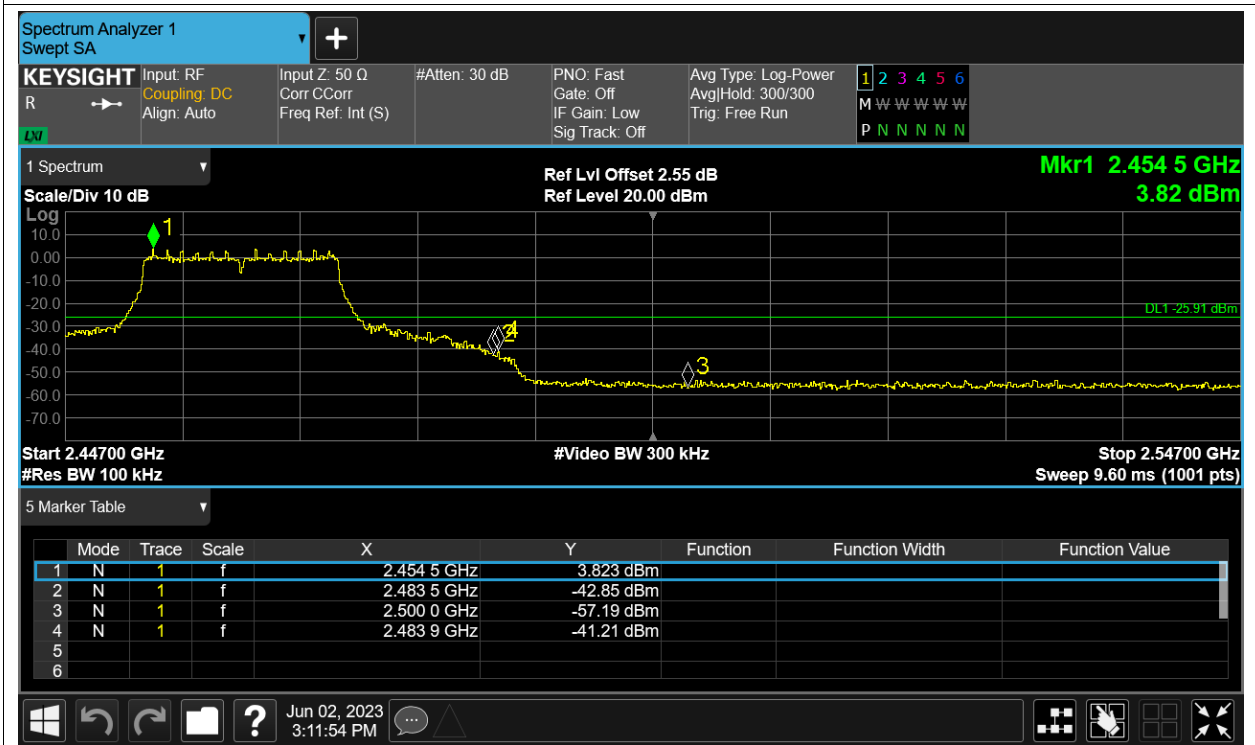 Spectrum Analyzer 1
Swept SA
KEYSIGHT
R
LXI
Input: RF
Coupling: DC
Align: Auto
Input Z: 50 Ω
Corr CCorr
Freq Ref: Int (S)
#Atten: 30 dB
PNO: Fast
Gate: Off
IF Gain: Low
Sig Track: Off
Avg Type: Log-Power
Avg|Hold: 300/300
Trig: Free Run
1 2 3 4 5 6
M W W W W W
P N N N N N
1 Spectrum
Scale/Div 10 dB
Ref Lvl Offset 2.55 dB
Ref Level 20.00 dBm
Mkr1 2.454 5 GHz
3.82 dBm
Log
10.0
0.00
-10.0
-20.0
-30.0
-40.0
-50.0
-60.0
-70.0
1
2
4
3
DL1 -25.91 dBm
Start 2.44700 GHz
#Res BW 100 kHz
#Video BW 300 kHz
Stop 2.54700 GHz
Sweep 9.60 ms (1001 pts)
5 Marker Table
Mode Trace Scale X Y Function Function Width Function Value
1 N 1 f 2.454 5 GHz 3.823 dBm
2 N 1 f 2.483 5 GHz -42.85 dBm
3 N 1 f 2.500 0 GHz -57.19 dBm
4 N 1 f 2.483 9 GHz -41.21 dBm
5
6
?
Jun 02, 2023
3:11:54 PM